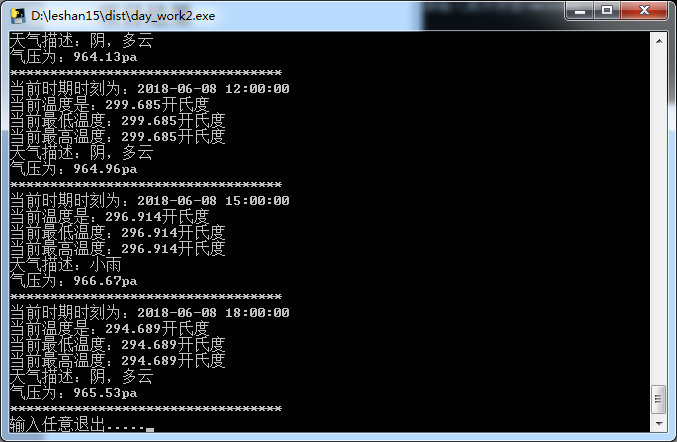 D:\leshan15\dist\day_work2.exe
天气描述：阴，多云
气压为：964.13pa
**********************************
当前时期时刻为：2018-06-08 12:00:00
当前温度是：299.685开氏度
当前最低温度：299.685开氏度
当前最高温度：299.685开氏度
天气描述：阴，多云
气压为：964.96pa
**********************************
当前时期时刻为：2018-06-08 15:00:00
当前温度是：296.914开氏度
当前最低温度：296.914开氏度
当前最高温度：296.914开氏度
天气描述：小雨
气压为：966.67pa
**********************************
当前时期时刻为：2018-06-08 18:00:00
当前温度是：294.689开氏度
当前最低温度：294.689开氏度
当前最高温度：294.689开氏度
天气描述：阴，多云
气压为：965.53pa
**********************************
输入任意退出.....